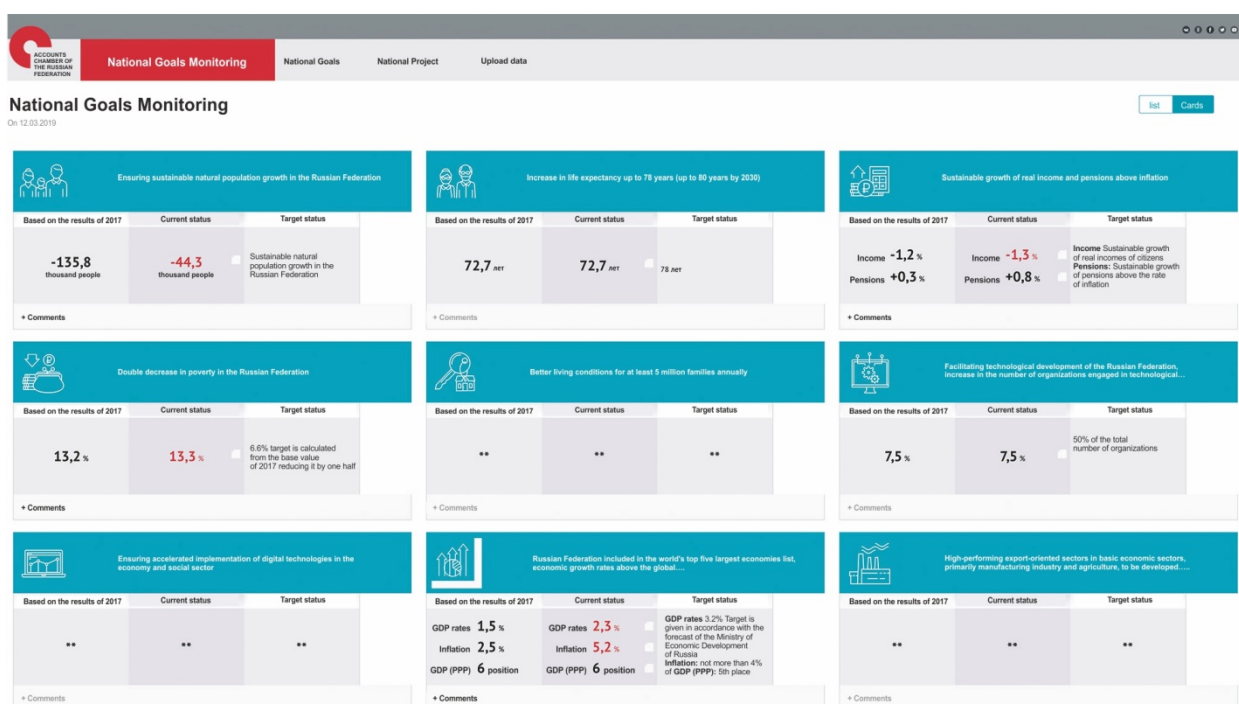 ACCOUNTS
CHAMBER OF
THE RUSSIAN
FEDERATION
National Goals Monitoring
National Goals
National Project
Upload data
National Goals Monitoring
On 12.03.2019
list
Cards
Ensuring sustainable natural population growth in the Russian Federation
Based on the results of 2017
Current status
Target status
-135,8
thousand people
-44,3
thousand people
Sustainable natural
population growth in the
Russian Federation
+ Comments
Increase in life expectancy up to 78 years (up to 80 years by 2030)
Based on the results of 2017
Current status
Target status
72,7 лет
72,7 лет
78 лет
+ Comments
Sustainable growth of real income and pensions above inflation
Based on the results of 2017
Current status
Target status
Income -1,2 %
Pensions +0,3 %
Income -1,3 %
Pensions +0,8 %
Income Sustainable growth
of real incomes of citizens
Pensions: Sustainable growth
of pensions above the rate
of inflation
+ Comments
Double decrease in poverty in the Russian Federation
Based on the results of 2017
Current status
Target status
13,2 %
13,3 %
6.6% target is calculated
from the base value
of 2017 reducing it by one half
+ Comments
Better living conditions for at least 5 million families annually
Based on the results of 2017
Current status
Target status
**
**
**
+ Comments
Facilitating technological development of the Russian Federation,
increase in the number of organizations engaged in technological...
Based on the results of 2017
Current status
Target status
7,5 %
7,5 %
50% of the total
number of organizations
+ Comments
Ensuring accelerated implementation of digital technologies in the
economy and social sector
Based on the results of 2017
Current status
Target status
**
**
**
+ Comments
Russian Federation included in the world's top five largest economies list,
economic growth rates above the global....
Based on the results of 2017
Current status
Target status
GDP rates 1,5 %
Inflation 2,5 %
GDP (PPP) 6 position
GDP rates 2,3 %
Inflation 5,2 %
GDP (PPP) 6 position
GDP rates 3.2% Target is
given in accordance with the
forecast of the Ministry of
Economic Development
of Russia
Inflation: not more than 4%
of GDP (PPP): 5th place
+ Comments
High-performing export-oriented sectors in basic economic sectors,
primarily manufacturing industry and agriculture, to be developed.....
Based on the results of 2017
Current status
Target status
**
**
**
+ Comments